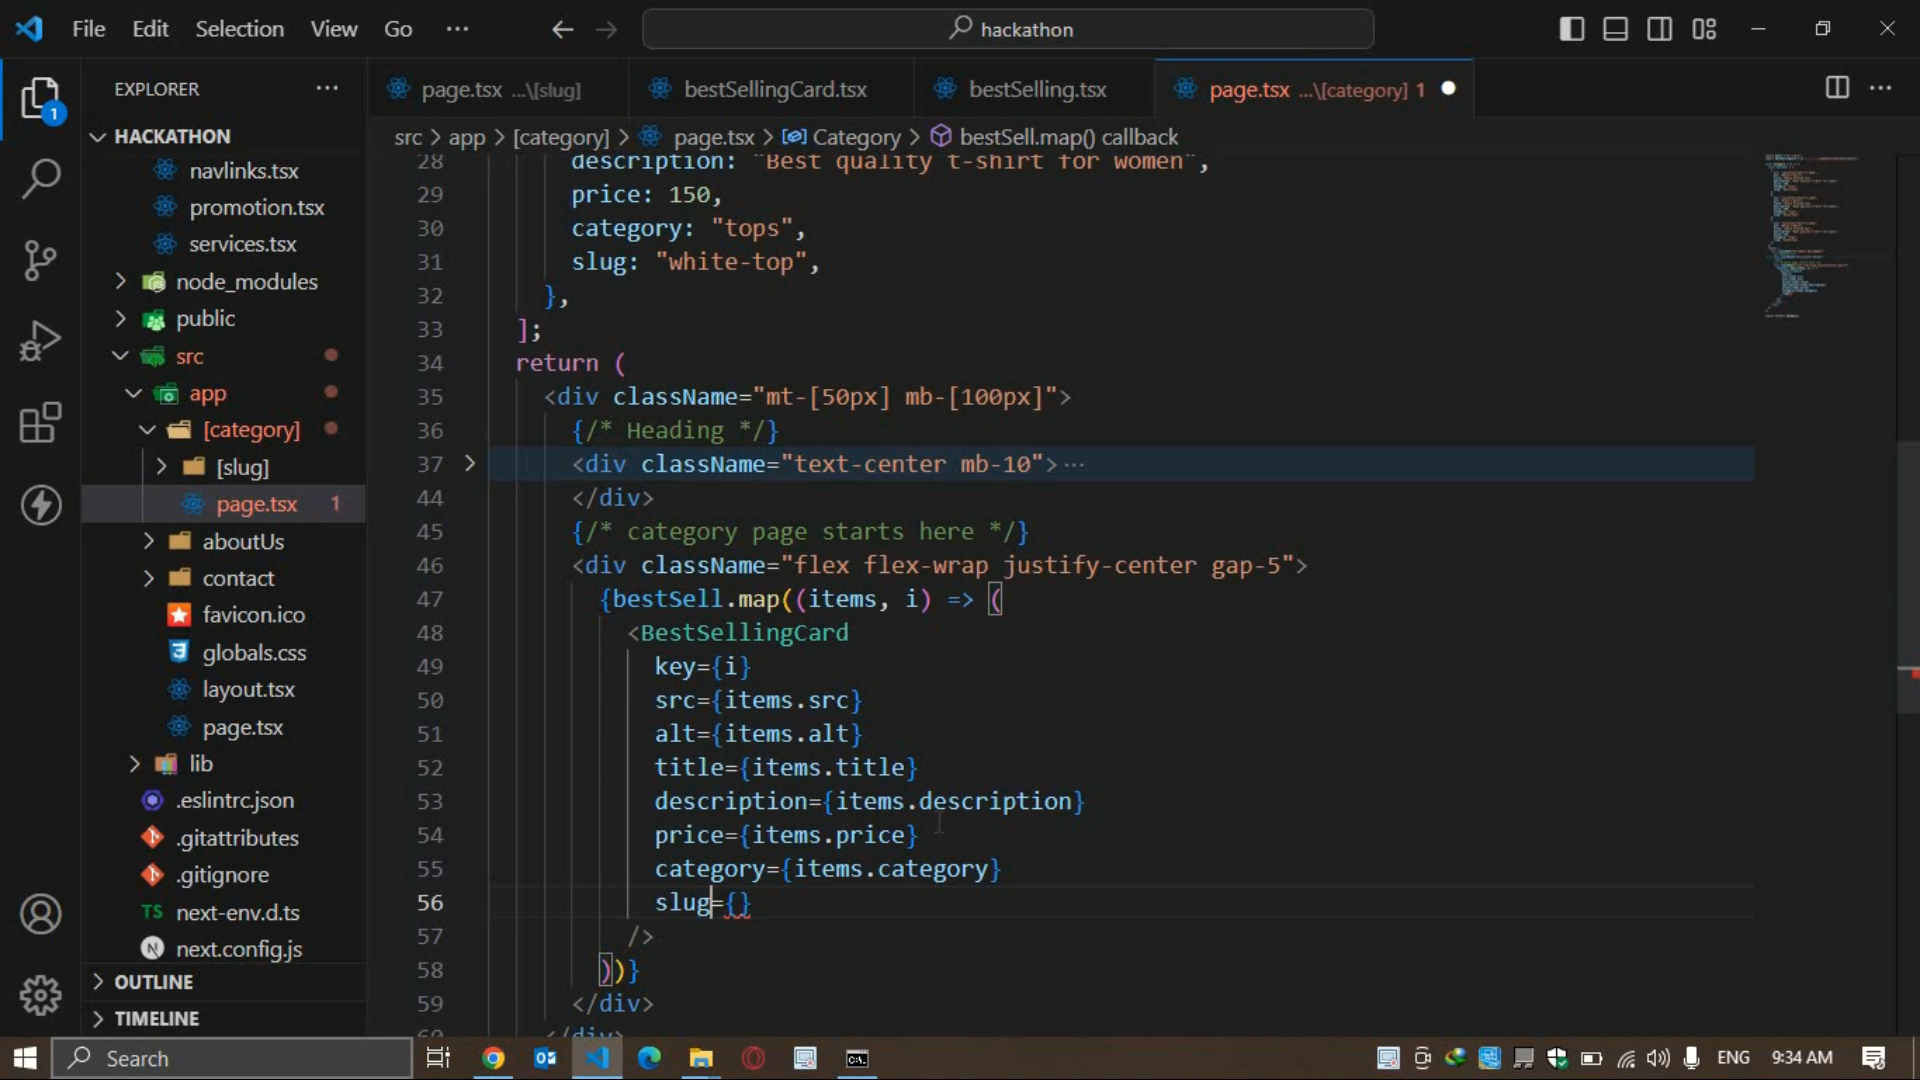 File Edit Selection View Go ···
hackathon
EXPLORER
page.tsx ...\[slug]
bestSellingCard.tsx
bestSelling.tsx
page.tsx ...\[category] 1
1
HACKATHON
src > app > [category] > page.tsx > Category > bestSell.map() callback
navlinks.tsx
promotion.tsx
services.tsx
node_modules
public
src
app
[category]
[slug]
page.tsx 1
aboutUs
contact
favicon.ico
globals.css
layout.tsx
page.tsx
lib
.eslintrc.json
.gitattributes
.gitignore
TS next-env.d.ts
N next.config.js
OUTLINE
TIMELINE
28 description: "Best quality t-shirt for women",
29 price: 150,
30 category: "tops",
31 slug: "white-top",
32 },
33 ];
34 return (
35 <div className="mt-[50px] mb-[100px]">
36 {/* Heading */}
37 <div className="text-center mb-10">···
44 </div>
45 {/* category page starts here */}
46 <div className="flex flex-wrap justify-center gap-5">
47 {bestSell.map((items, i) => (
48 <BestSellingCard
49 key={i}
50 src={items.src}
51 alt={items.alt}
52 title={items.title}
53 description={items.description}
54 price={items.price}
55 category={items.category}
56 slug={}
57 />
58 ))}
59 </div>
60 </div>
Search
ENG 9:34 AM